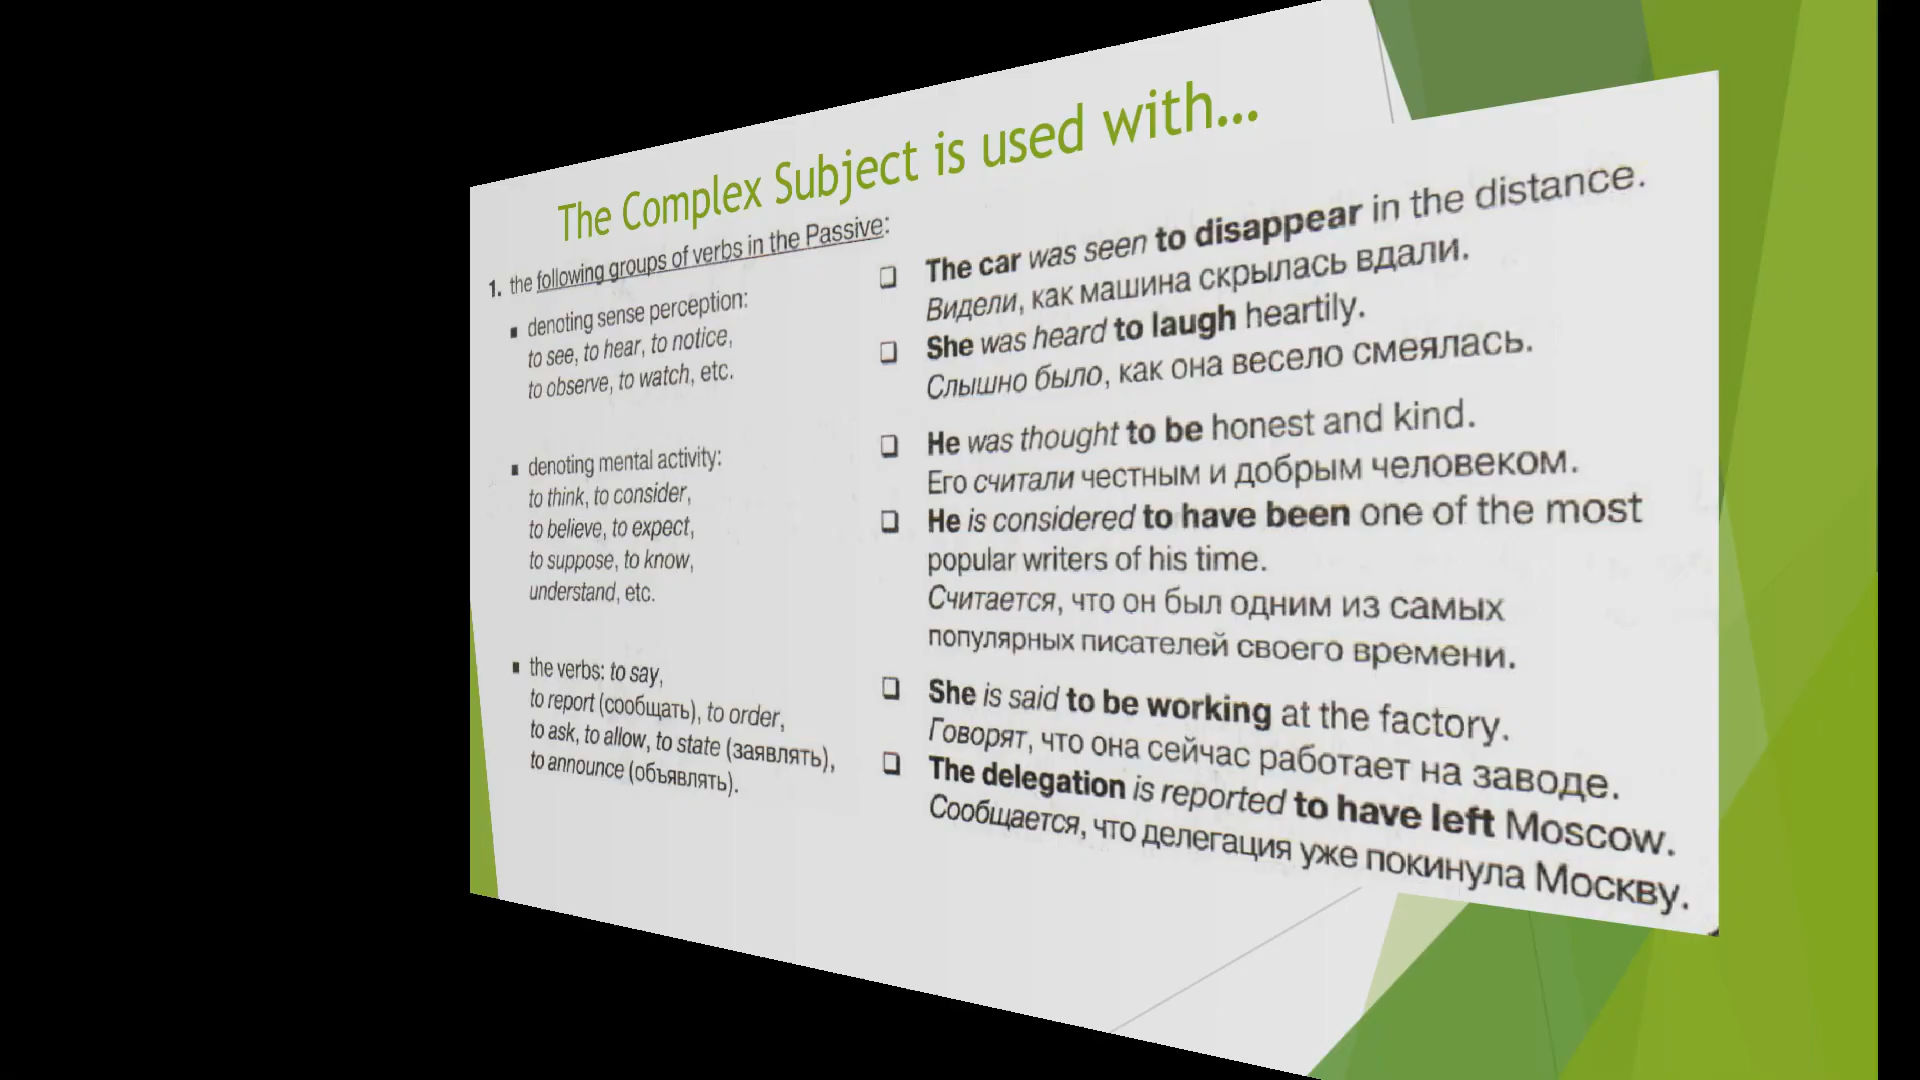 The Complex Subject is used with...
1. the following groups of verbs in the Passive:
▪ denoting sense perception:
to see, to hear, to notice,
to observe, to watch, etc.
▪ denoting mental activity:
to think, to consider,
to believe, to expect,
to suppose, to know,
understand, etc.
▪ the verbs: to say,
to report (сообщать), to order,
to ask, to allow, to state (заявлять),
to announce (объявлять).
❑ The car was seen to disappear in the distance.
Видели, как машина скрылась вдали.
❑ She was heard to laugh heartily.
Слышно было, как она весело смеялась.
❑ He was thought to be honest and kind.
Его считали честным и добрым человеком.
❑ He is considered to have been one of the most
popular writers of his time.
Считается, что он был одним из самых
популярных писателей своего времени.
❑ She is said to be working at the factory.
Говорят, что она сейчас работает на заводе.
❑ The delegation is reported to have left Moscow.
Сообщается, что делегация уже покинула Москву.